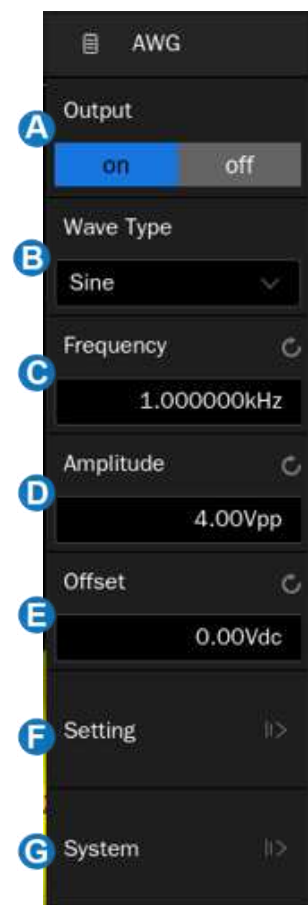 AWG
A
Output
on off
B
Wave Type
Sine
C
Frequency
1.000000kHz
D
Amplitude
4.00Vpp
E
Offset
0.00Vdc
F
Setting
G
System